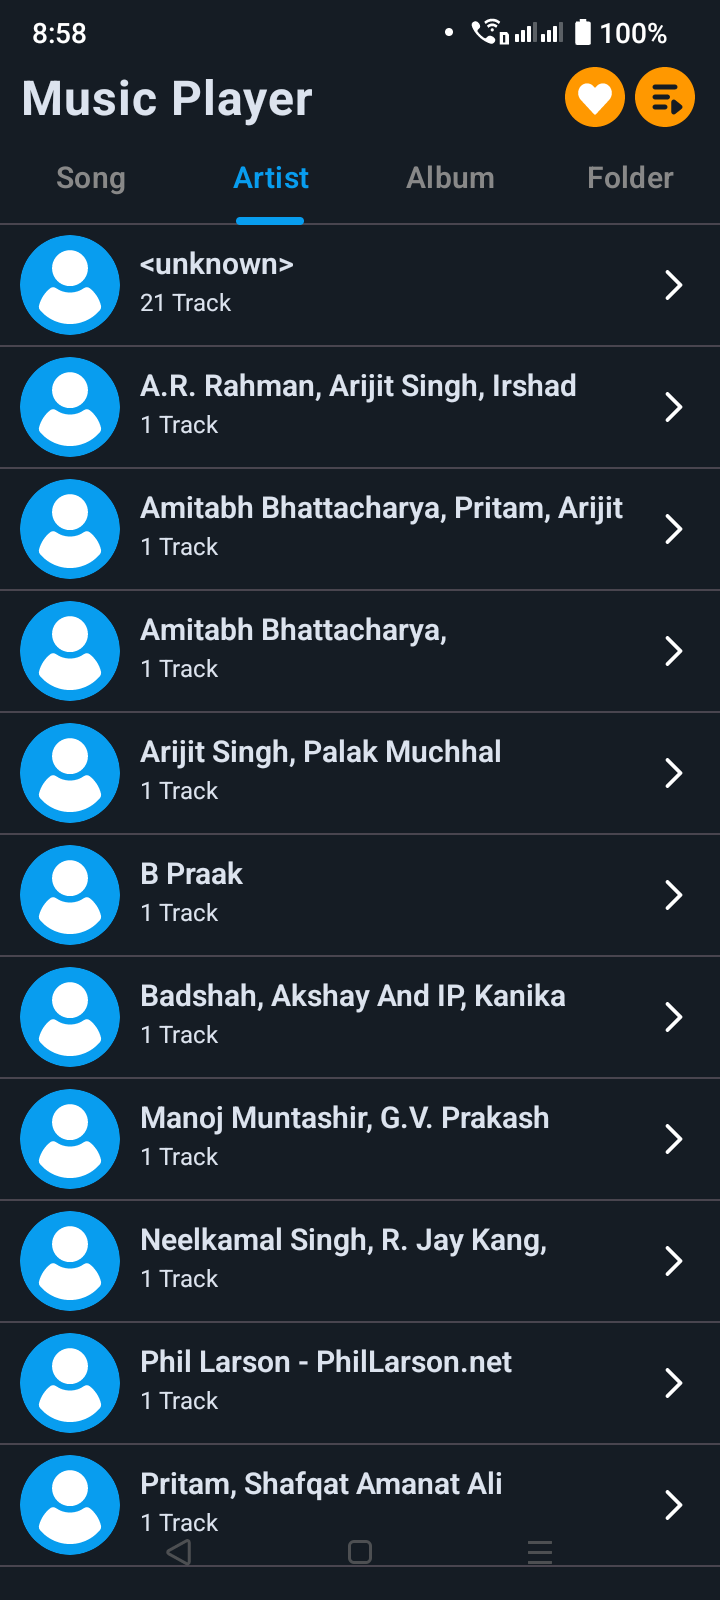 8:58 100%
Music Player
Song Artist Album Folder
<unknown>
21 Track
A.R. Rahman, Arijit Singh, Irshad
1 Track
Amitabh Bhattacharya, Pritam, Arijit
1 Track
Amitabh Bhattacharya,
1 Track
Arijit Singh, Palak Muchhal
1 Track
B Praak
1 Track
Badshah, Akshay And IP, Kanika
1 Track
Manoj Muntashir, G.V. Prakash
1 Track
Neelkamal Singh, R. Jay Kang,
1 Track
Phil Larson - PhilLarson.net
1 Track
Pritam, Shafqat Amanat Ali
1 Track